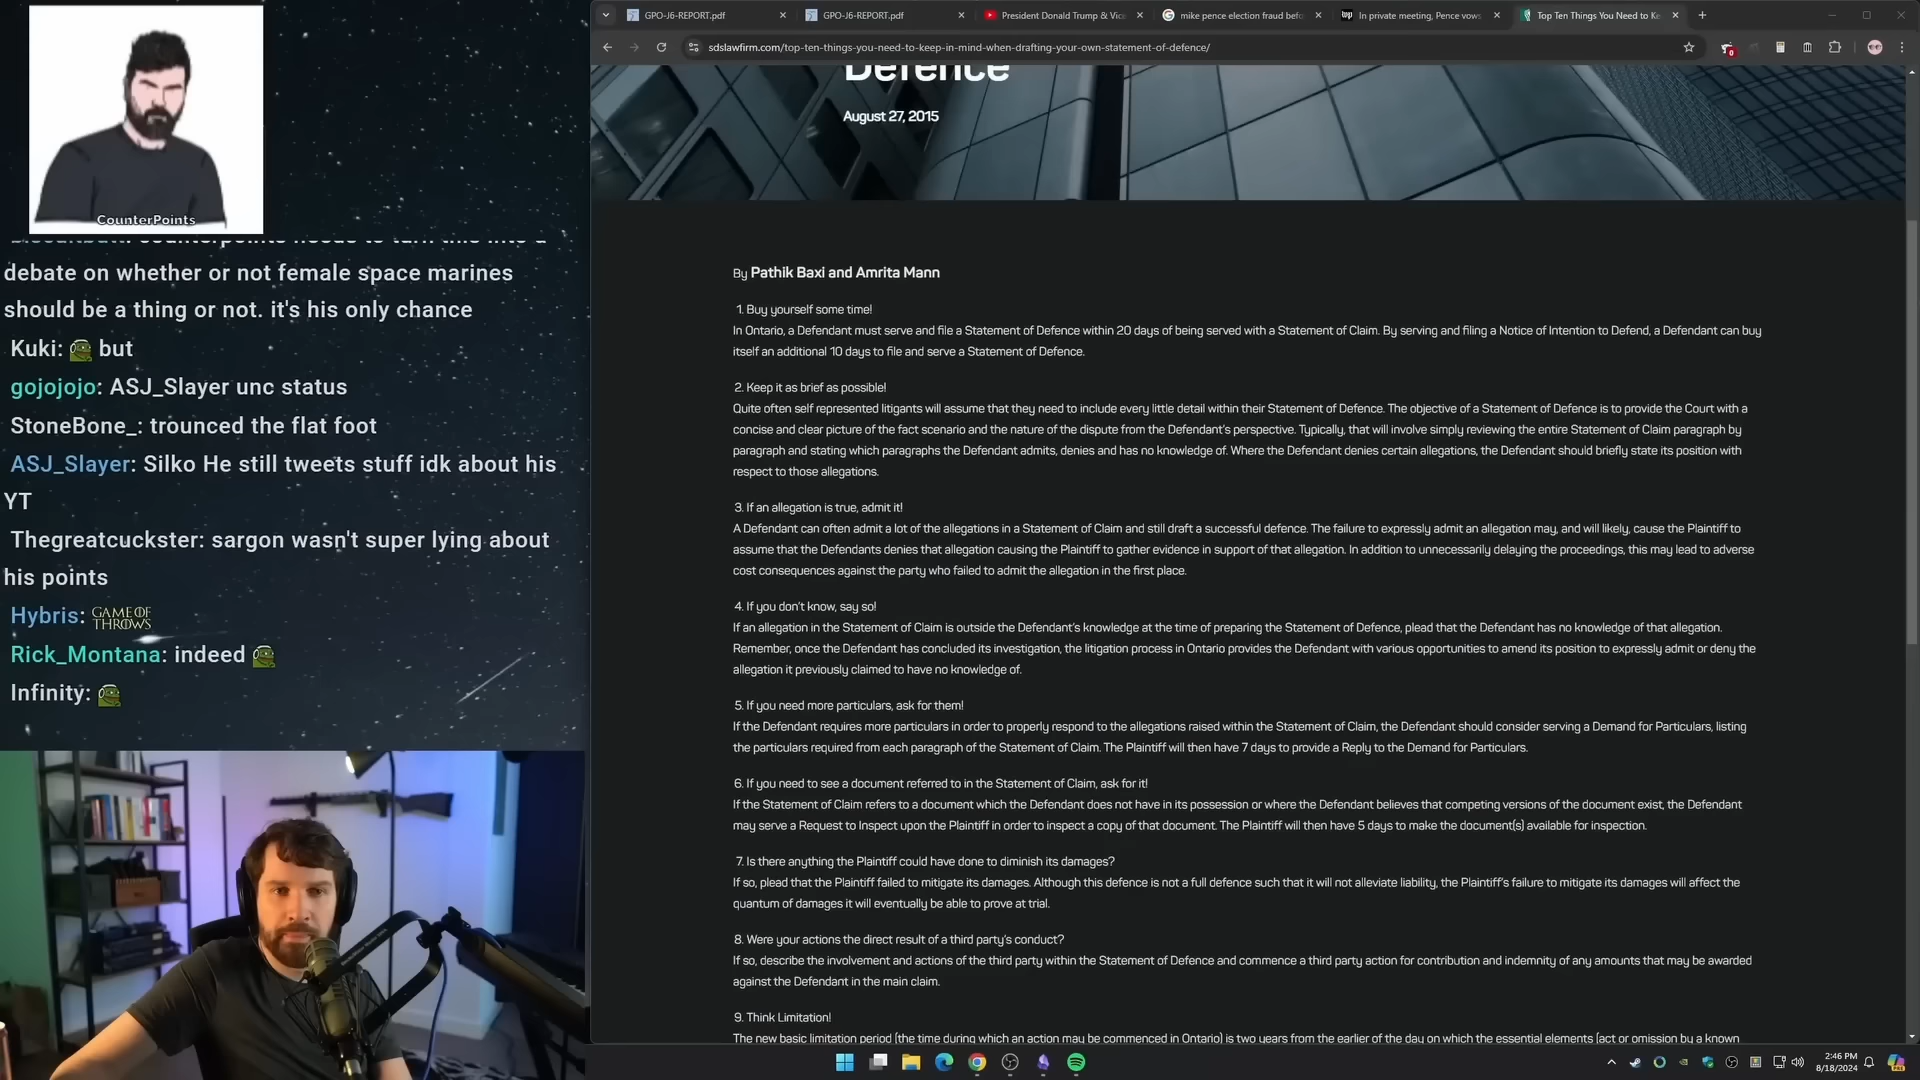 GPO-J6-REPORT.pdf
GPO-J6-REPORT.pdf
President Donald Trump & Vice
mike pence election fraud befo
In private meeting, Pence vows
Top Ten Things You Need to Ke
sdslawfirm.com/top-ten-things-you-need-to-keep-in-mind-when-drafting-your-own-statement-of-defence/
CounterPoints
debate on whether or not female space marines
should be a thing or not. it's his only chance
Kuki: but
gojojojo: ASJ_Slayer unc status
StoneBone_: trounced the flat foot
ASJ_Slayer: Silko He still tweets stuff idk about his
YT
Thegreatcuckster: sargon wasn't super lying about
his points
Hybris: GAME OF
THROWS
Rick_Montana: indeed
Infinity:
Defence
August 27, 2015
By Pathik Baxi and Amrita Mann
1. Buy yourself some time!
In Ontario, a Defendant must serve and file a Statement of Defence within 20 days of being served with a Statement of Claim. By serving and filing a Notice of Intention to Defend, a Defendant can buy
itself an additional 10 days to file and serve a Statement of Defence.
2. Keep it as brief as possible!
Quite often self represented litigants will assume that they need to include every little detail within their Statement of Defence. The objective of a Statement of Defence is to provide the Court with a
concise and clear picture of the fact scenario and the nature of the dispute from the Defendant's perspective. Typically, that will involve simply reviewing the entire Statement of Claim paragraph by
paragraph and stating which paragraphs the Defendant admits, denies and has no knowledge of. Where the Defendant denies certain allegations, the Defendant should briefly state its position with
respect to those allegations.
3. If an allegation is true, admit it!
A Defendant can often admit a lot of the allegations in a Statement of Claim and still draft a successful defence. The failure to expressly admit an allegation may, and will likely, cause the Plaintiff to
assume that the Defendants denies that allegation causing the Plaintiff to gather evidence in support of that allegation. In addition to unnecessarily delaying the proceedings, this may lead to adverse
cost consequences against the party who failed to admit the allegation in the first place.
4. If you don't know, say so!
If an allegation in the Statement of Claim is outside the Defendant's knowledge at the time of preparing the Statement of Defence, plead that the Defendant has no knowledge of that allegation.
Remember, once the Defendant has concluded its investigation, the litigation process in Ontario provides the Defendant with various opportunities to amend its position to expressly admit or deny the
allegation it previously claimed to have no knowledge of.
5. If you need more particulars, ask for them!
If the Defendant requires more particulars in order to properly respond to the allegations raised within the Statement of Claim, the Defendant should consider serving a Demand for Particulars, listing
the particulars required from each paragraph of the Statement of Claim. The Plaintiff will then have 7 days to provide a Reply to the Demand for Particulars.
6. If you need to see a document referred to in the Statement of Claim, ask for it!
If the Statement of Claim refers to a document which the Defendant does not have in its possession or where the Defendant believes that competing versions of the document exist, the Defendant
may serve a Request to Inspect upon the Plaintiff in order to inspect a copy of that document. The Plaintiff will then have 5 days to make the document(s) available for inspection.
7. Is there anything the Plaintiff could have done to diminish its damages?
If so, plead that the Plaintiff failed to mitigate its damages. Although this defence is not a full defence such that it will not alleviate liability, the Plaintiff's failure to mitigate its damages will affect the
quantum of damages it will eventually be able to prove at trial.
8. Were your actions the direct result of a third party's conduct?
If so, describe the involvement and actions of the third party within the Statement of Defence and commence a third party action for contribution and indemnity of any amounts that may be awarded
against the Defendant in the main claim.
9. Think Limitation!
The new basic limitation period (the time during which an action may be commenced in Ontario) is two years from the earlier of the day on which the essential elements (act or omission by a known
2:46 PM
8/18/2024